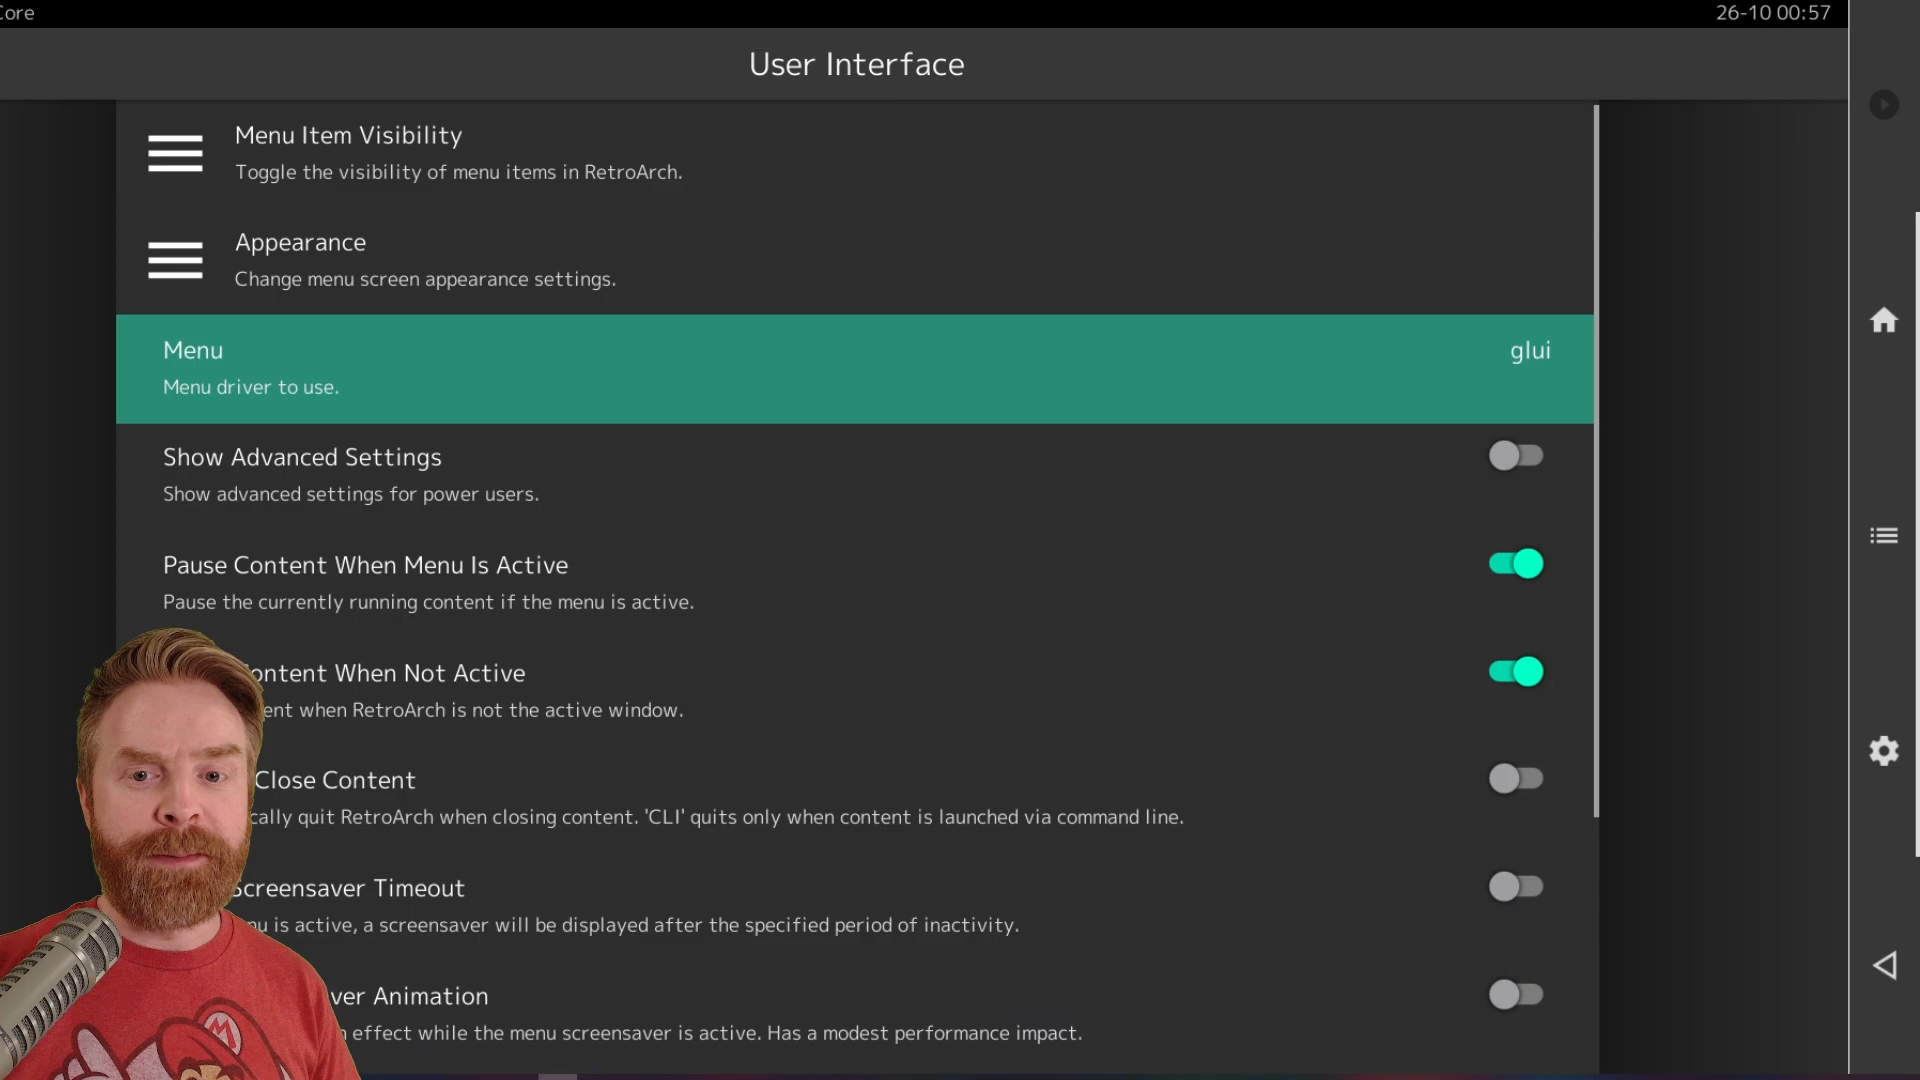 Core
26-10 00:57
User Interface
Menu Item Visibility
Toggle the visibility of menu items in RetroArch.
Appearance
Change menu screen appearance settings.
Menu
glui
Menu driver to use.
Show Advanced Settings
Show advanced settings for power users.
Pause Content When Menu Is Active
Pause the currently running content if the menu is active.
ontent When Not Active
ent when RetroArch is not the active window.
Close Content
cally quit RetroArch when closing content. 'CLI' quits only when content is launched via command line.
Screensaver Timeout
nu is active, a screensaver will be displayed after the specified period of inactivity.
ver Animation
effect while the menu screensaver is active. Has a modest performance impact.
M